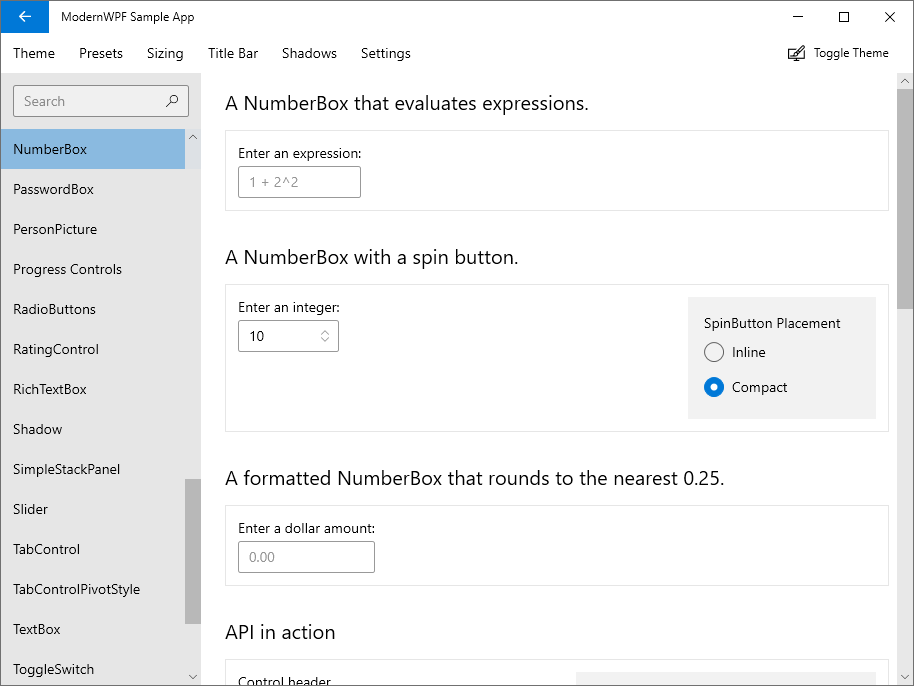 ModernWPF Sample App
Theme Presets Sizing Title Bar Shadows Settings Toggle Theme
Search
NumberBox
PasswordBox
PersonPicture
Progress Controls
RadioButtons
RatingControl
RichTextBox
Shadow
SimpleStackPanel
Slider
TabControl
TabControlPivotStyle
TextBox
ToggleSwitch
A NumberBox that evaluates expressions.
Enter an expression:
1 + 2^2
A NumberBox with a spin button.
Enter an integer:
10
SpinButton Placement
Inline
Compact
A formatted NumberBox that rounds to the nearest 0.25.
Enter a dollar amount:
0.00
API in action
Control header